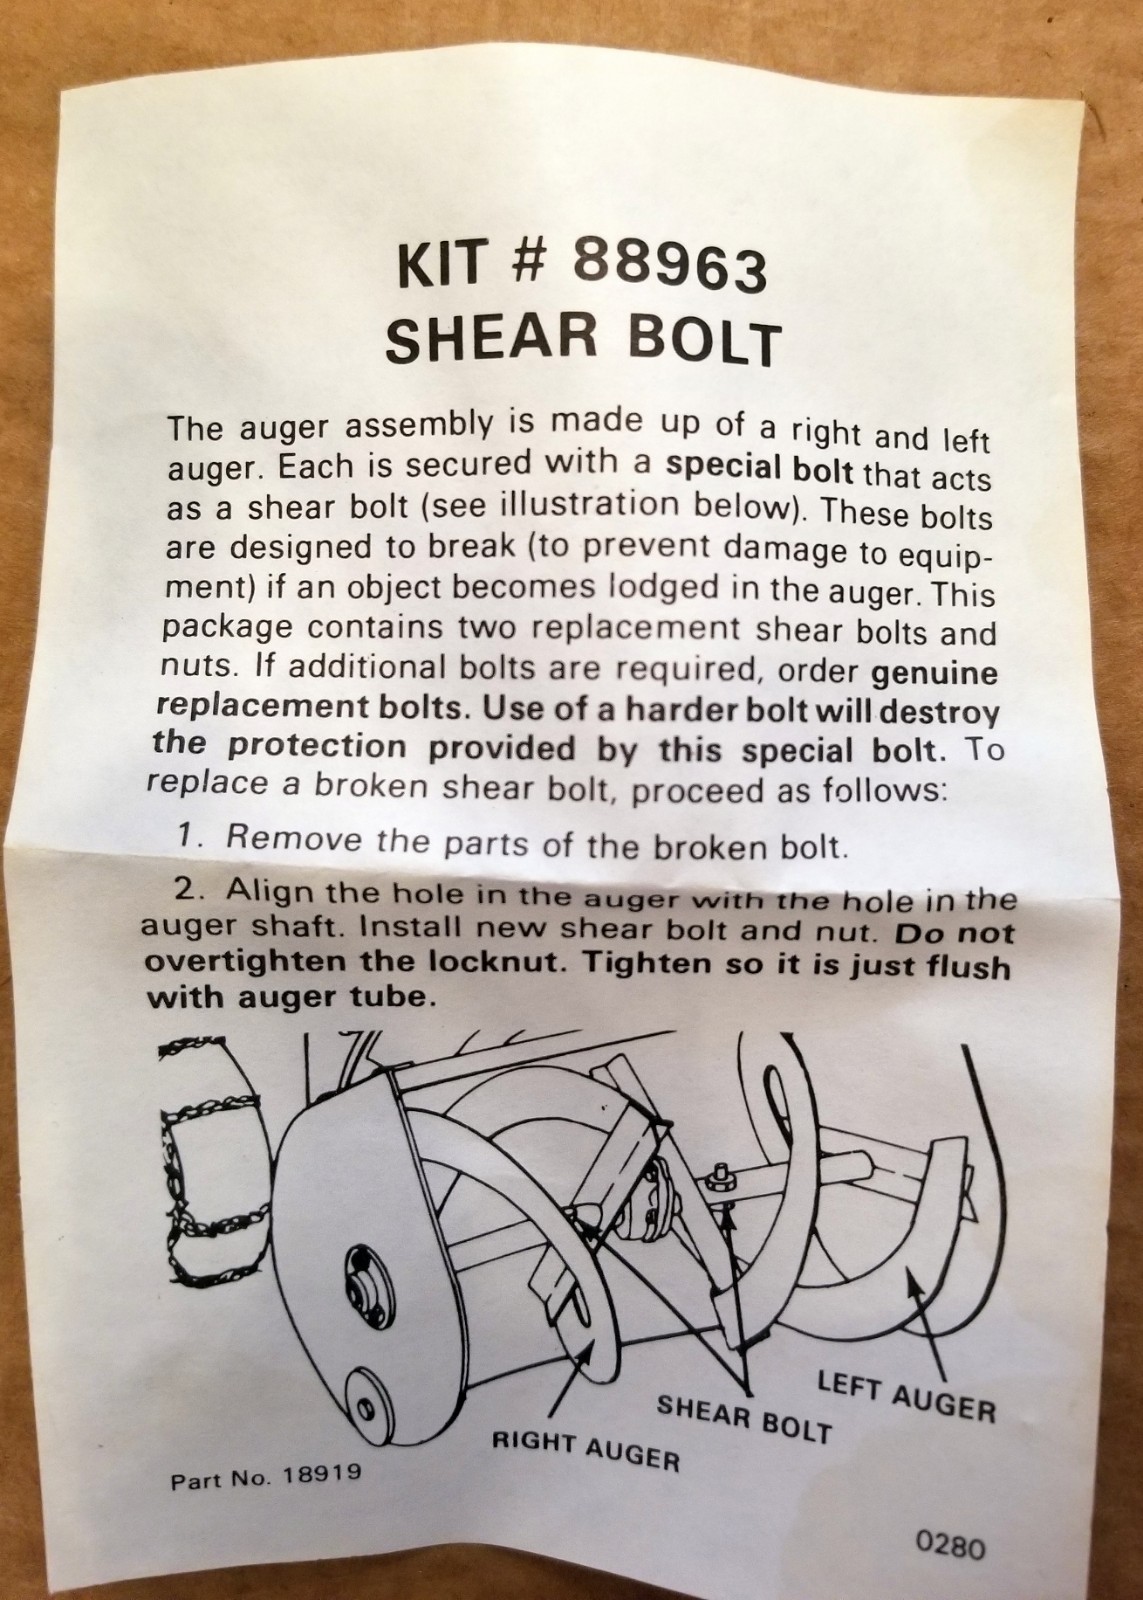 KIT # 88963
SHEAR BOLT
The auger assembly is made up of a right and left
auger. Each is secured with a special bolt that acts
as a shear bolt (see illustration below). These bolts
are designed to break (to prevent damage to equip-
ment) if an object becomes lodged in the auger. This
package contains two replacement shear bolts and
nuts. If additional bolts are required, order genuine
replacement bolts. Use of a harder bolt will destroy
the protection provided by this special bolt. To
replace a broken shear bolt, proceed as follows:
1. Remove the parts of the broken bolt.
2. Align the hole in the auger with the hole in the
auger shaft. Install new shear bolt and nut. Do not
overtighten the locknut. Tighten so it is just flush
with auger tube.
LEFT AUGER
SHEAR BOLT
RIGHT AUGER
Part No. 18919
0280